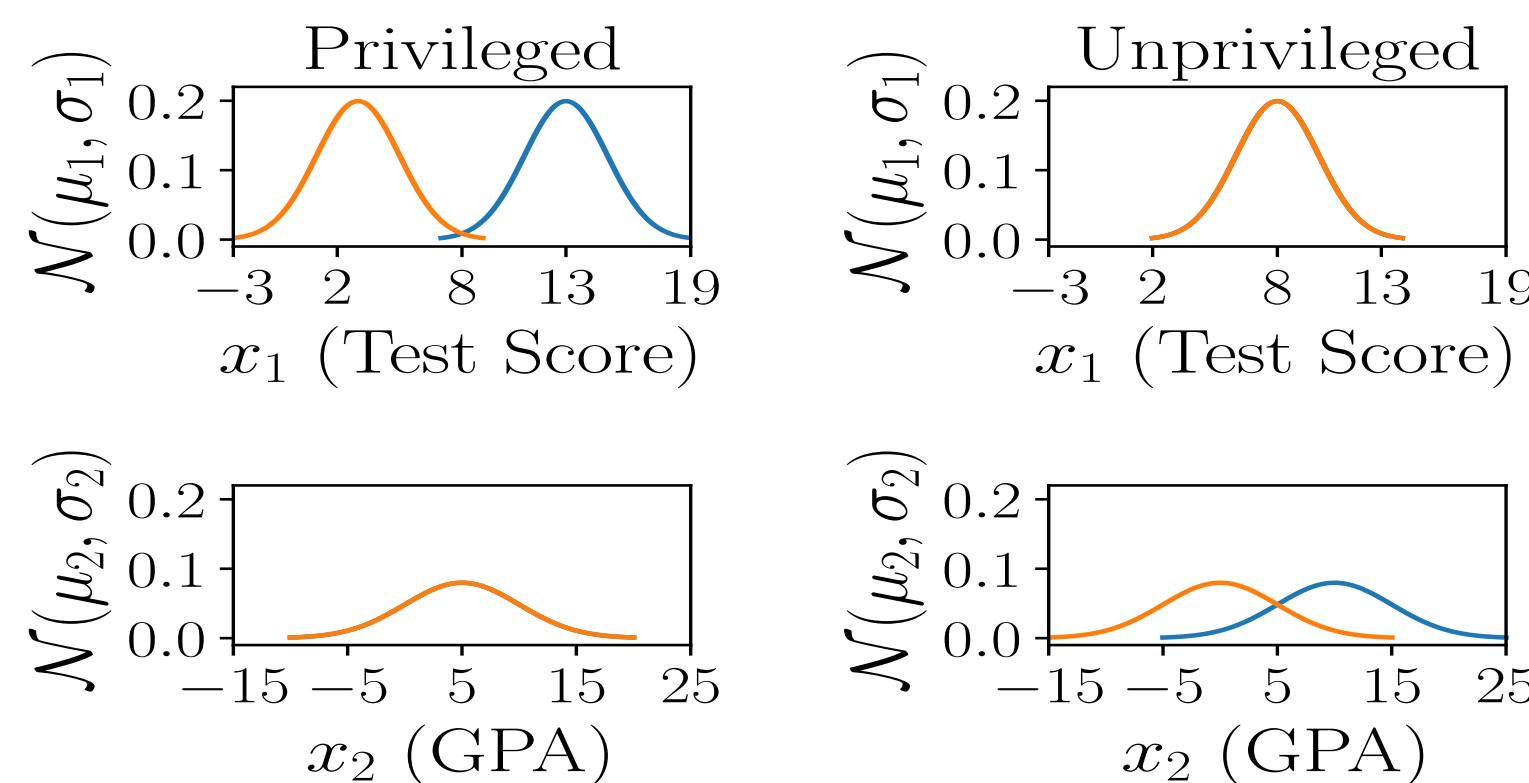 Privileged
Unprivileged
𝒩(μ₁, σ₁)
0.2
0.1
0.0
−3 2 8 13 19
x₁ (Test Score)
𝒩(μ₁, σ₁)
0.2
0.1
0.0
−3 2 8 13 19
x₁ (Test Score)
𝒩(μ₂, σ₂)
0.2
0.1
0.0
−15 −5 5 15 25
x₂ (GPA)
𝒩(μ₂, σ₂)
0.2
0.1
0.0
−15 −5 5 15 25
x₂ (GPA)